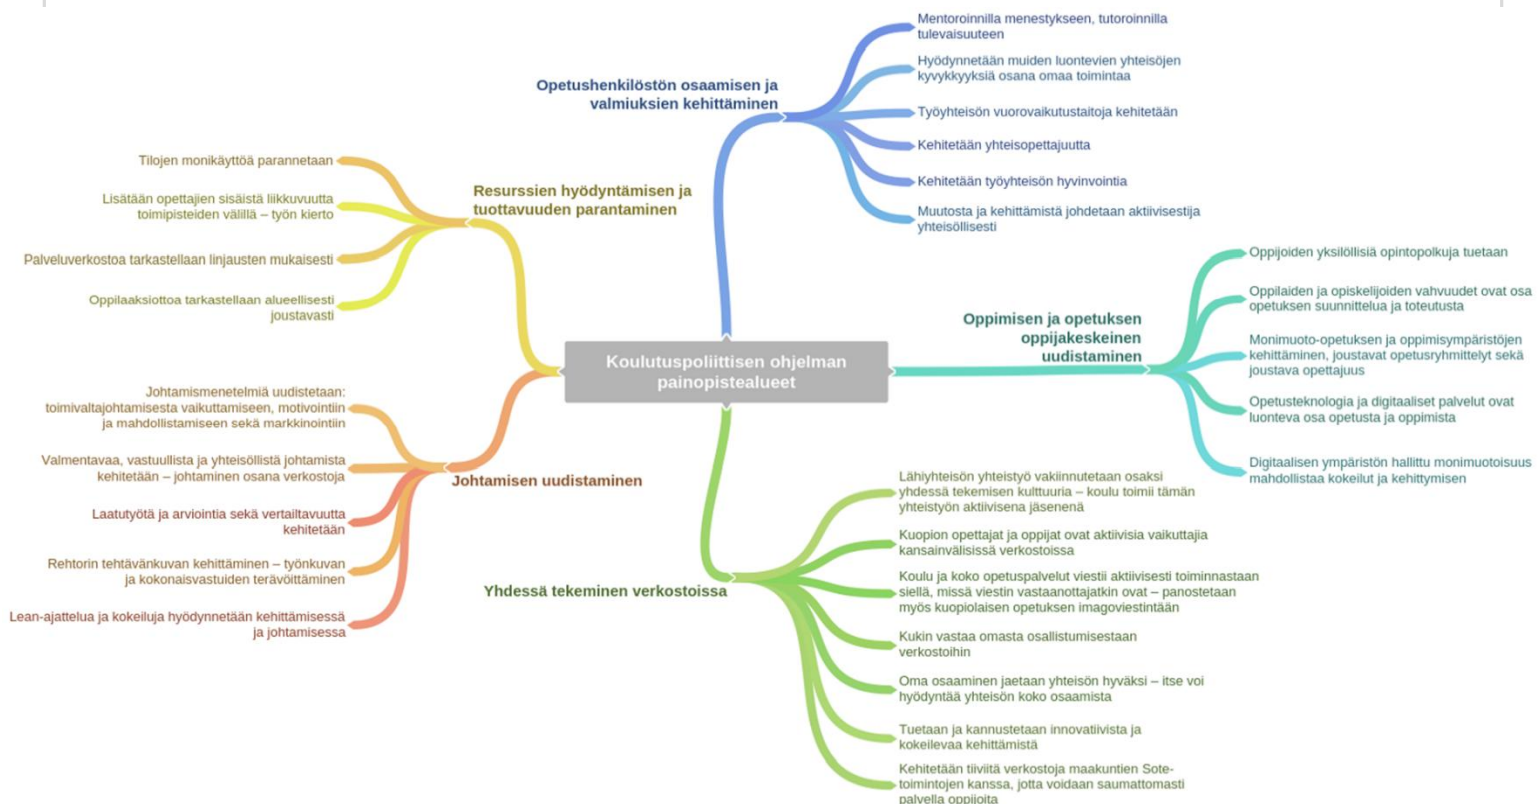 Koulutuspoliittisen ohjelman
painopistealueet
Opetushenkilöstön osaamisen ja
valmiuksien kehittäminen
Mentoroinnilla menestykseen, tutoroinnilla
tulevaisuuteen
Hyödynnetään muiden luontevien yhteisöjen
kyvykkyyksiä osana omaa toimintaa
Työyhteisön vuorovaikutustaitoja kehitetään
Kehitetään yhteisopettajuutta
Kehitetään työyhteisön hyvinvointia
Muutosta ja kehittämistä johdetaan aktiivisestija
yhteisöllisesti
Oppimisen ja opetuksen
oppijakeskeinen
uudistaminen
Oppijoiden yksilöllisiä opintopolkuja tuetaan
Oppilaiden ja opiskelijoiden vahvuudet ovat osa
opetuksen suunnittelua ja toteutusta
Monimuoto-opetuksen ja oppimisympäristöjen
kehittäminen, joustavat opetusryhmittelyt sekä
joustava opettajuus
Opetusteknologia ja digitaaliset palvelut ovat
luonteva osa opetusta ja oppimista
Digitaalisen ympäristön hallittu monimuotoisuus
mahdollistaa kokeilut ja kehittymisen
Yhdessä tekeminen verkostoissa
Lähiyhteisön yhteistyö vakiinnutetaan osaksi
yhdessä tekemisen kulttuuria – koulu toimii tämän
yhteistyön aktiivisena jäsenenä
Kuopion opettajat ja oppijat ovat aktiivisia vaikuttajia
kansainvälisissä verkostoissa
Koulu ja koko opetuspalvelut viestii aktiivisesti toiminnastaan
siellä, missä viestin vastaanottajatkin ovat – panostetaan
myös kuopiolaisen opetuksen imagoviestintään
Kukin vastaa omasta osallistumisestaan
verkostoihin
Oma osaaminen jaetaan yhteisön hyväksi – itse voi
hyödyntää yhteisön koko osaamista
Tuetaan ja kannustetaan innovatiivista ja
kokeilevaa kehittämistä
Kehitetään tiiviitä verkostoja maakuntien Sote-
toimintojen kanssa, jotta voidaan saumattomasti
palvella oppijoita
Johtamisen uudistaminen
Johtamismenetelmiä uudistetaan:
toimivaltajohtamisesta vaikuttamiseen, motivointiin
ja mahdollistamiseen sekä markkinointiin
Valmentavaa, vastuullista ja yhteisöllistä johtamista
kehitetään – johtaminen osana verkostoja
Laatutyötä ja arviointia sekä vertailtavuutta
kehitetään
Rehtorin tehtävänkuvan kehittäminen – työnkuvan
ja kokonaisvastuiden terävöittäminen
Lean-ajattelua ja kokeiluja hyödynnetään kehittämisessä
ja johtamisessa
Resurssien hyödyntämisen ja
tuottavuuden parantaminen
Tilojen monikäyttöä parannetaan
Lisätään opettajien sisäistä liikkuvuutta
toimipisteiden välillä – työn kierto
Palveluverkostoa tarkastellaan linjausten mukaisesti
Oppilaaksiottoa tarkastellaan alueellisesti
joustavasti